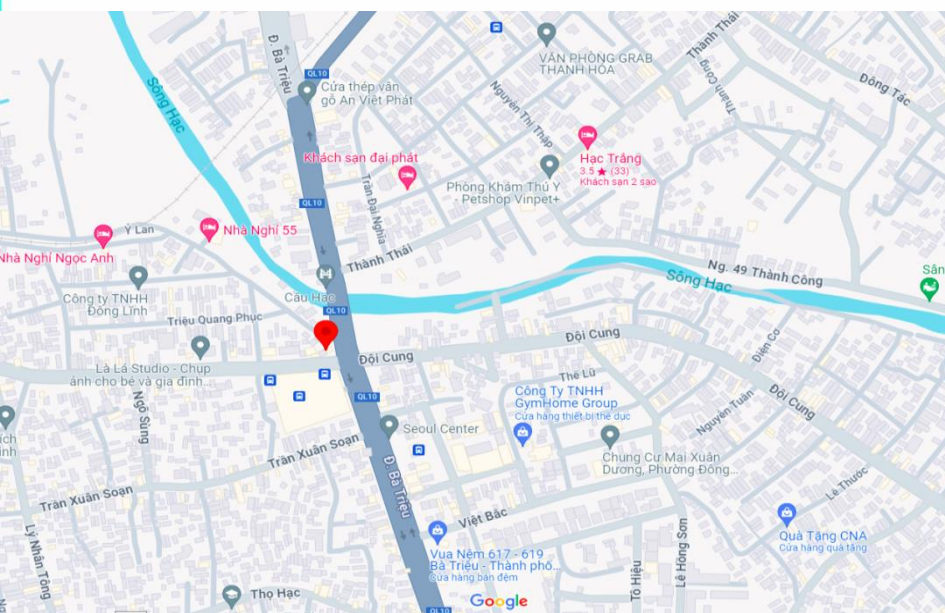 Đ. Bà Triệu
QL10
Sông Hạc
Cửa thép vân
gỗ An Việt Phát
VĂN PHÒNG GRAB
THANH HÓA
Thành Thái
Thành Công
Đông Tác
Nguyễn Thị Thập
Khách sạn đại phát
Trần Đại Nghĩa
Hạc Trắng
3.5 ★ (33)
Khách sạn 2 sao
Phòng Khám Thú Y
- Petshop Vinpet+
QL10
Ỷ Lan
Nhà Nghỉ 55
Nhà Nghỉ Ngọc Anh
Thành Thái
Ng. 49 Thành Công
Sông Hạc
Sân
Công ty TNHH
Đông Lĩnh
Cầu Hạc
QL10
Triệu Quang Phục
Đội Cung
Đội Cung
Điện Cơ
Là Lá Studio - Chụp
ảnh cho bé và gia đình...
Thế Lữ
Công Ty TNHH
GymHome Group
Cửa hàng thiết bị thể dục
Đội Cung
Nguyên Tuân
Ngô Sùng
QL10
Seoul Center
Trần Xuân Soạn
Chung Cư Mai Xuân
Dương, Phường Đông...
Đ. Bà Triệu
Trần Xuân Soạn
Lê Thước
Việt Bắc
Lý Nhân Tông
Lê Hồng Sơn
Tô Hiệu
Quà Tặng CNA
Cửa hàng quà tặng
Vua Nệm 617 - 619
Bà Triệu - Thành phố...
Cửa hàng bán đệm
Thọ Hạc
Google
QL10